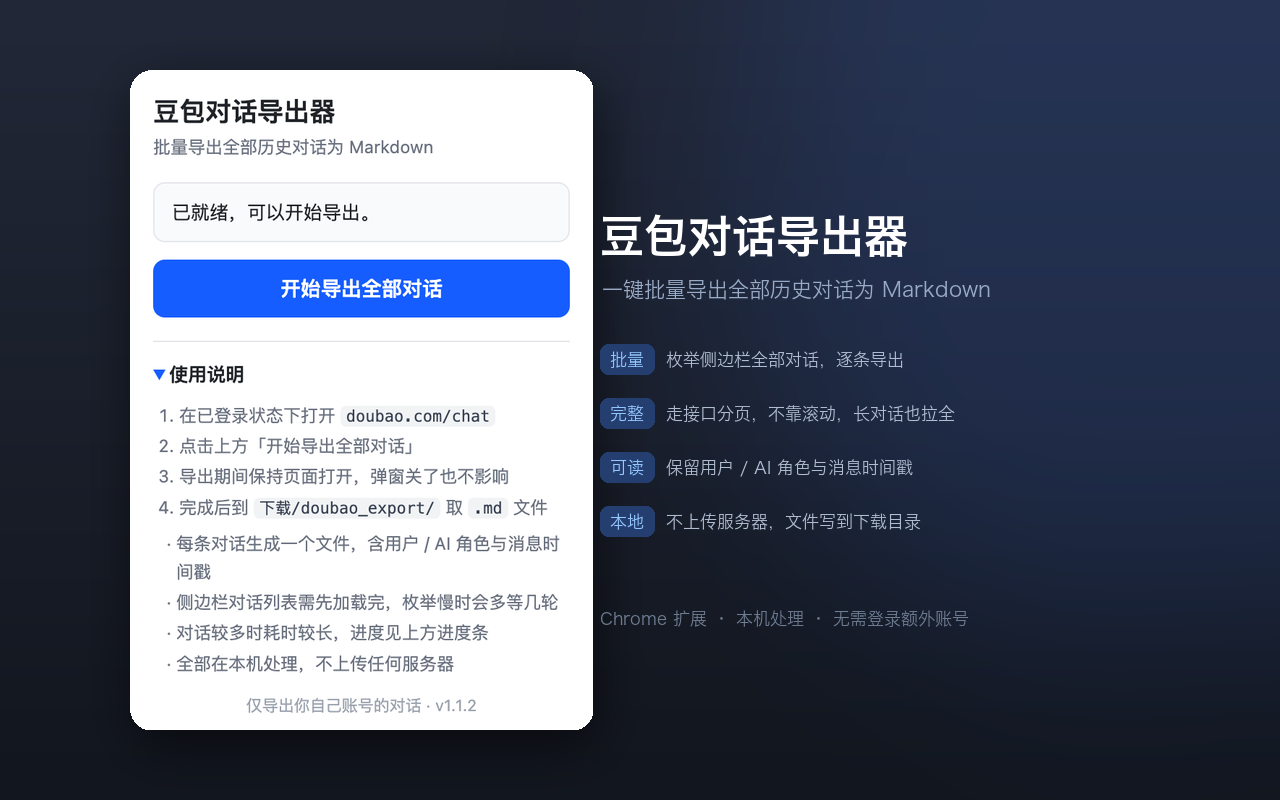 豆包对话导出器
批量导出全部历史对话为 Markdown
已就绪，可以开始导出。
开始导出全部对话
▼使用说明
1. 在已登录状态下打开 doubao.com/chat
2. 点击上方「开始导出全部对话」
3. 导出期间保持页面打开，弹窗关了也不影响
4. 完成后到 下载/doubao_export/ 取 .md 文件
· 每条对话生成一个文件，含用户 / AI 角色与消息时
间戳
· 侧边栏对话列表需先加载完，枚举慢时会多等几轮
· 对话较多时耗时较长，进度见上方进度条
· 全部在本机处理，不上传任何服务器
仅导出你自己账号的对话 · v1.1.2
豆包对话导出器
一键批量导出全部历史对话为 Markdown
批量 枚举侧边栏全部对话，逐条导出
完整 走接口分页，不靠滚动，长对话也拉全
可读 保留用户 / AI 角色与消息时间戳
本地 不上传服务器，文件写到下载目录
Chrome 扩展 · 本机处理 · 无需登录额外账号